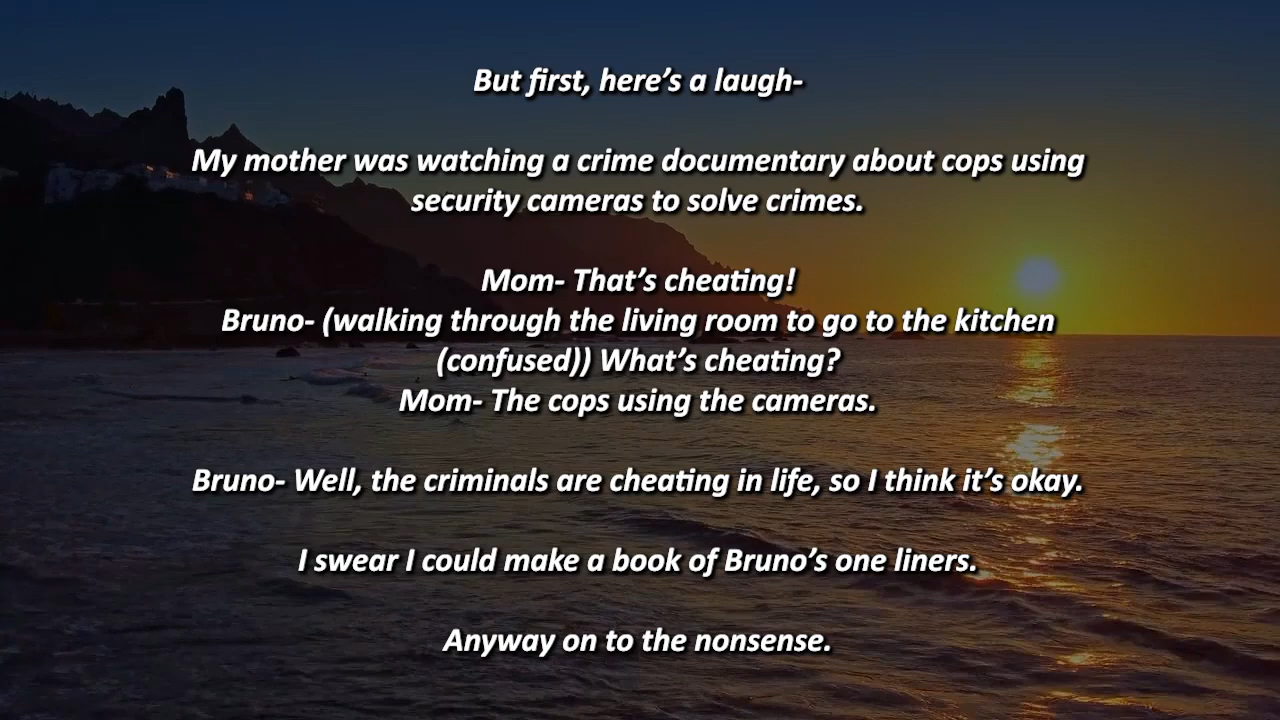 But first, here’s a laugh-
My mother was watching a crime documentary about cops using
security cameras to solve crimes.
Mom- That’s cheating!
Bruno- (walking through the living room to go to the kitchen
(confused)) What’s cheating?
Mom- The cops using the cameras.
Bruno- Well, the criminals are cheating in life, so I think it’s okay.
I swear I could make a book of Bruno’s one liners.
Anyway on to the nonsense.